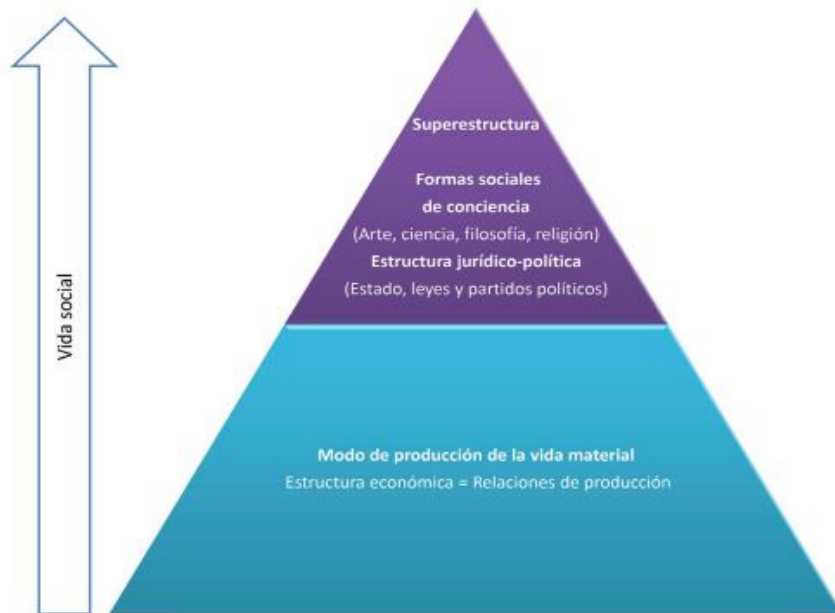 Superestructura
Formas sociales
de conciencia
(Arte, ciencia, filosofía, religión)
Estructura jurídico-política
(Estado, leyes y partidos políticos)
Vida social
Modo de producción de la vida material
Estructura económica = Relaciones de producción